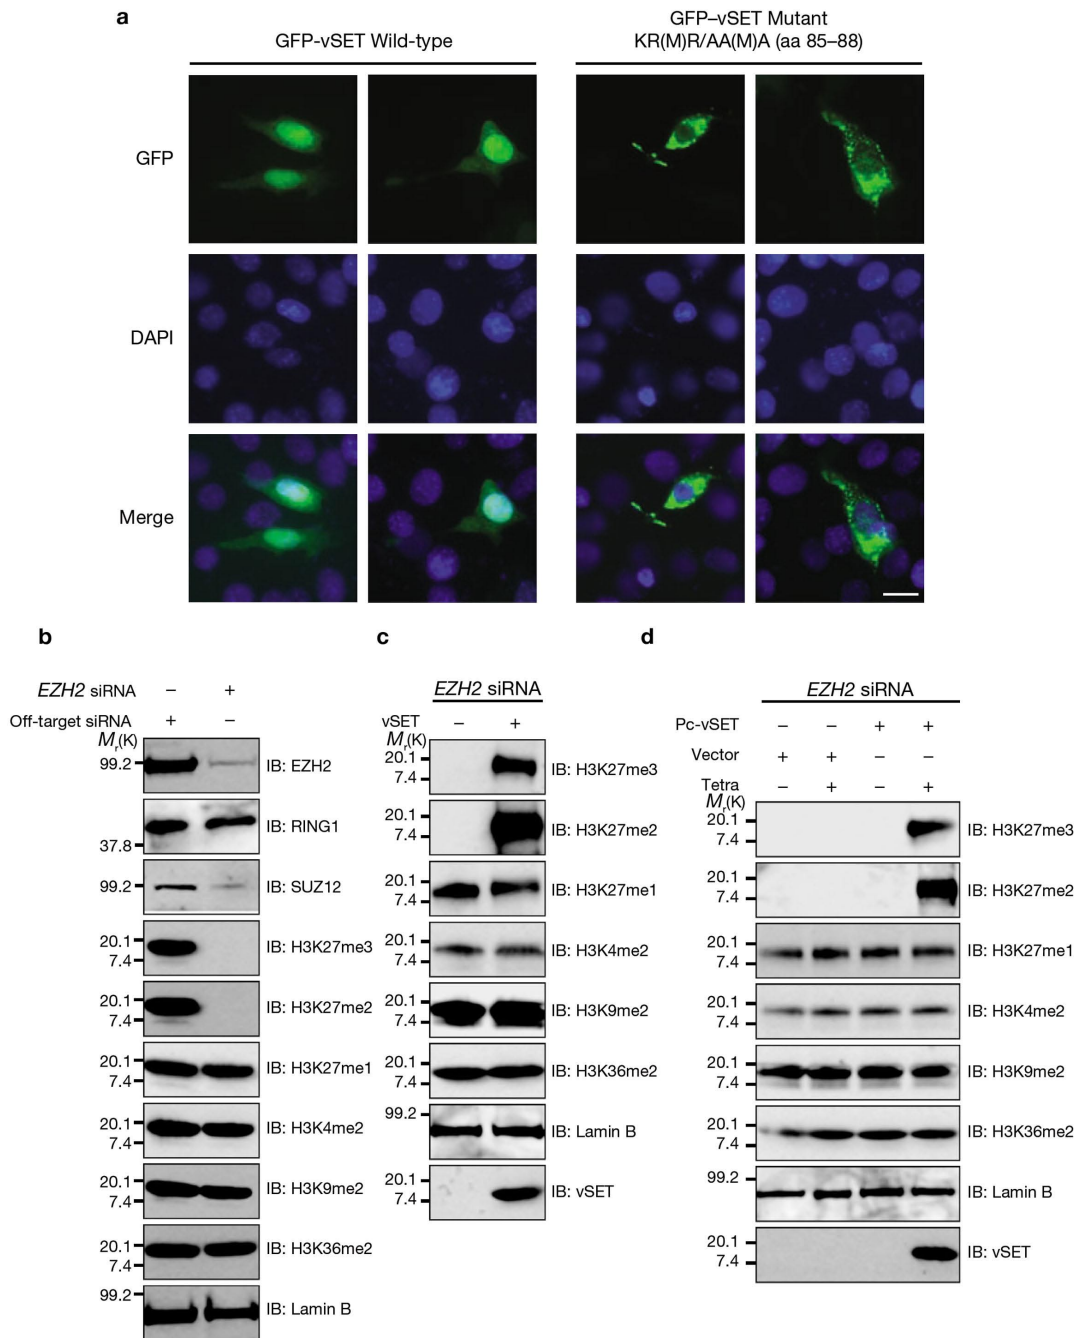 a
GFP-vSET Wild-type
GFP–vSET Mutant
KR(M)R/AA(M)A (aa 85–88)
GFP
DAPI
Merge
b
EZH2 siRNA – +
Off-target siRNA + –
Mr(K)
99.2 IB: EZH2
IB: RING1
37.8
99.2 IB: SUZ12
20.1 IB: H3K27me3
7.4
20.1 IB: H3K27me2
7.4
20.1 IB: H3K27me1
7.4
20.1 IB: H3K4me2
7.4
20.1 IB: H3K9me2
7.4
20.1 IB: H3K36me2
7.4
99.2
IB: Lamin B
c
EZH2 siRNA
vSET – +
Mr(K)
20.1 IB: H3K27me3
7.4
20.1 IB: H3K27me2
7.4
20.1 IB: H3K27me1
7.4
20.1 IB: H3K4me2
7.4
20.1 IB: H3K9me2
7.4
20.1 IB: H3K36me2
7.4
99.2
IB: Lamin B
20.1 IB: vSET
7.4
d
EZH2 siRNA
Pc-vSET – – + +
Vector + + – –
Tetra – + – +
Mr(K)
20.1 IB: H3K27me3
7.4
20.1 IB: H3K27me2
7.4
20.1 IB: H3K27me1
7.4
20.1 IB: H3K4me2
7.4
20.1 IB: H3K9me2
7.4
20.1 IB: H3K36me2
7.4
99.2
IB: Lamin B
20.1 IB: vSET
7.4